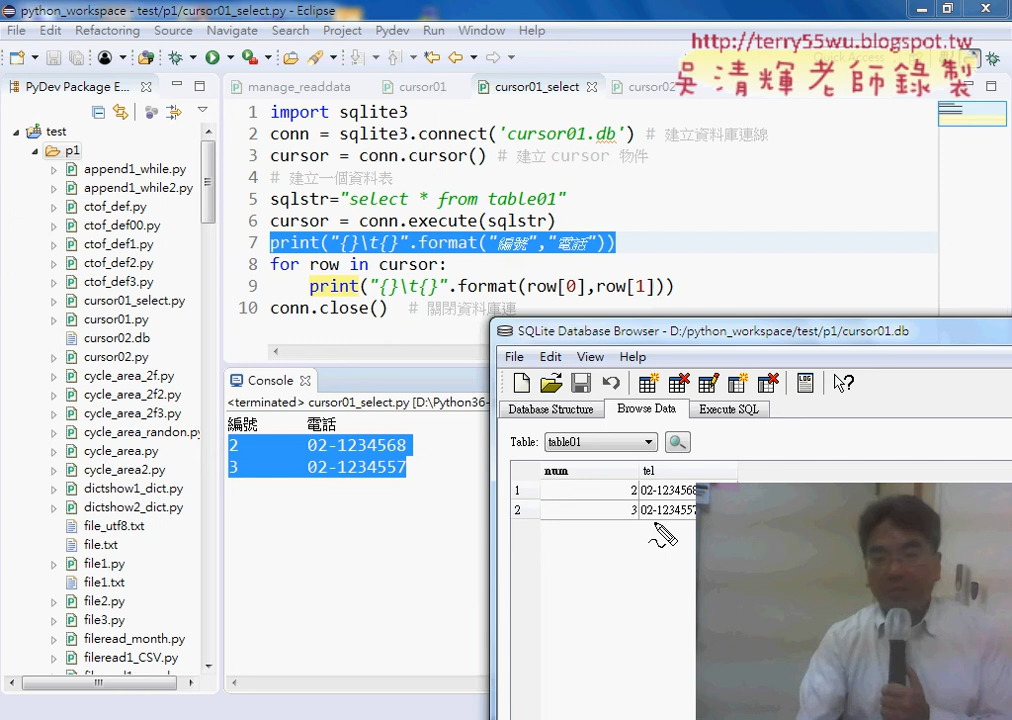 python_workspace - test/p1/cursor01_select.py - Eclipse
File Edit Refactoring Source Navigate Search Project Pydev Run Window Help
http://terry55wu.blogspot.tw
吳清輝老師錄製
PyDev Package E...
manage_readdata cursor01 cursor01_select cursor02
test
p1
append1_while.py
append1_while2.py
ctof_def.py
ctof_def00.py
ctof_def1.py
ctof_def2.py
ctof_def3.py
cursor01_select.py
cursor01.py
cursor02.db
cursor02.py
cycle_area_2f.py
cycle_area_2f2.py
cycle_area_2f3.py
cycle_area_randon.py
cycle_area.py
cycle_area2.py
dictshow1_dict.py
dictshow2_dict.py
file_utf8.txt
file.txt
file1.py
file1.txt
file2.py
file3.py
fileread_month.py
fileread1_CSV.py
1 import sqlite3
2 conn = sqlite3.connect('cursor01.db') # 建立資料庫連線
3 cursor = conn.cursor() # 建立 cursor 物件
4 # 建立一個資料表
5 sqlstr="select * from table01"
6 cursor = conn.execute(sqlstr)
7 print("{}\t{}".format("編號","電話"))
8 for row in cursor:
9 print("{}\t{}".format(row[0],row[1]))
10 conn.close() # 關閉資料庫連
Console
<terminated> cursor01_select.py [D:\Python36-
編號 電話
2 02-1234568
3 02-1234557
SQLite Database Browser - D:/python_workspace/test/p1/cursor01.db
File Edit View Help
LOG
Database Structure Browse Data Execute SQL
Table: table01
num tel
1 2 02-1234568
2 3 02-1234557